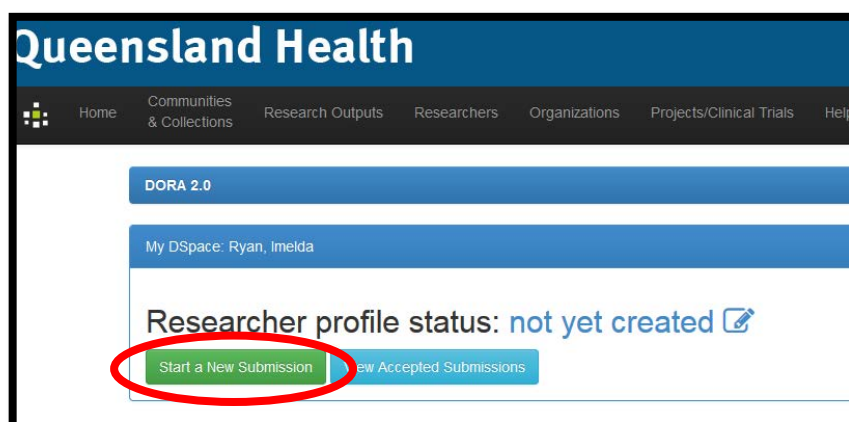 Queensland Health
Home
Communities
& Collections
Research Outputs
Researchers
Organizations
Projects/Clinical Trials
Help
DORA 2.0
My DSpace: Ryan, Imelda
Researcher profile status: not yet created
Start a New Submission
View Accepted Submissions